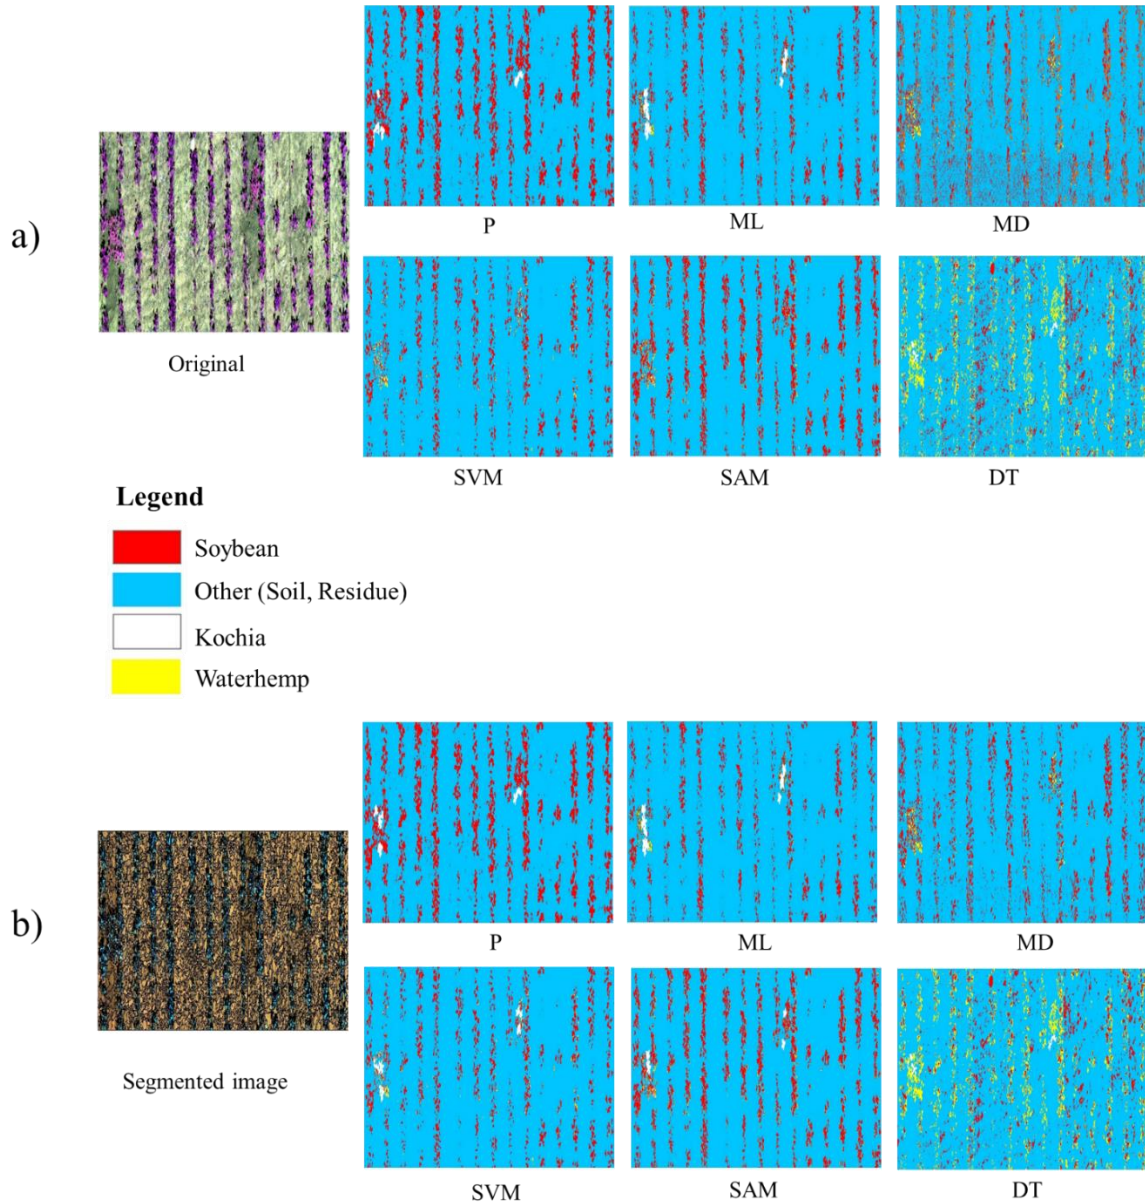 a)
Original
P
ML
MD
SVM
SAM
DT
Legend
Soybean
Other (Soil, Residue)
Kochia
Waterhemp
b)
Segmented image
P
ML
MD
SVM
SAM
DT